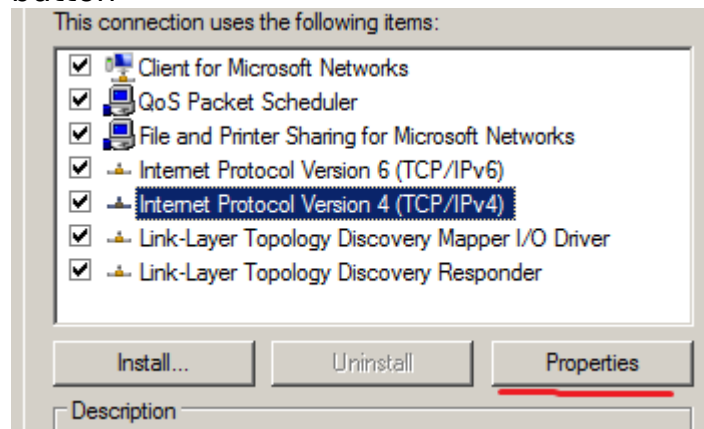 This connection uses the following items:
Client for Microsoft Networks
QoS Packet Scheduler
File and Printer Sharing for Microsoft Networks
Internet Protocol Version 6 (TCP/IPv6)
Internet Protocol Version 4 (TCP/IPv4)
Link-Layer Topology Discovery Mapper I/O Driver
Link-Layer Topology Discovery Responder
Install... Uninstall Properties
Description